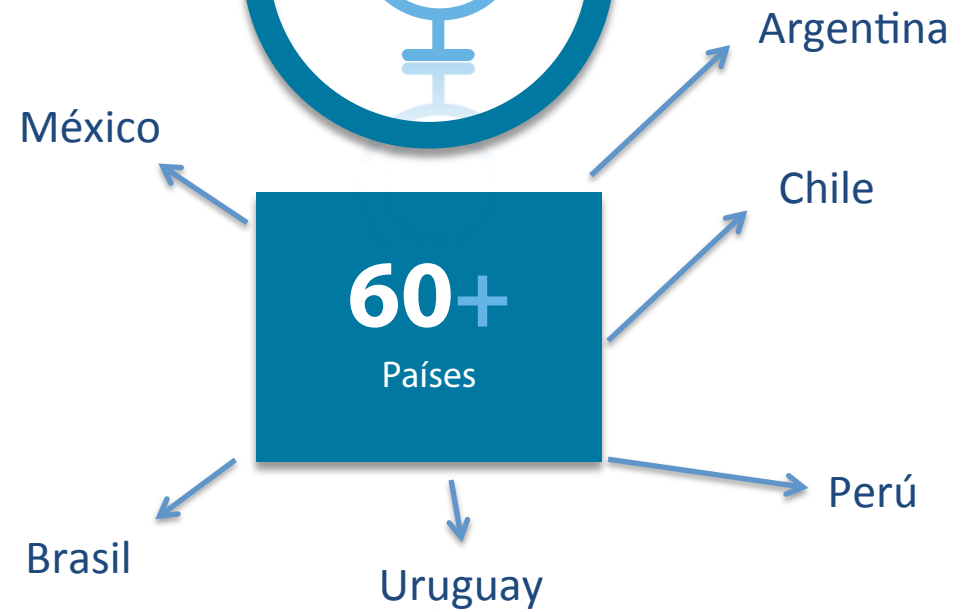 Argentina
México
Chile
60+
Países
Perú
Brasil
Uruguay